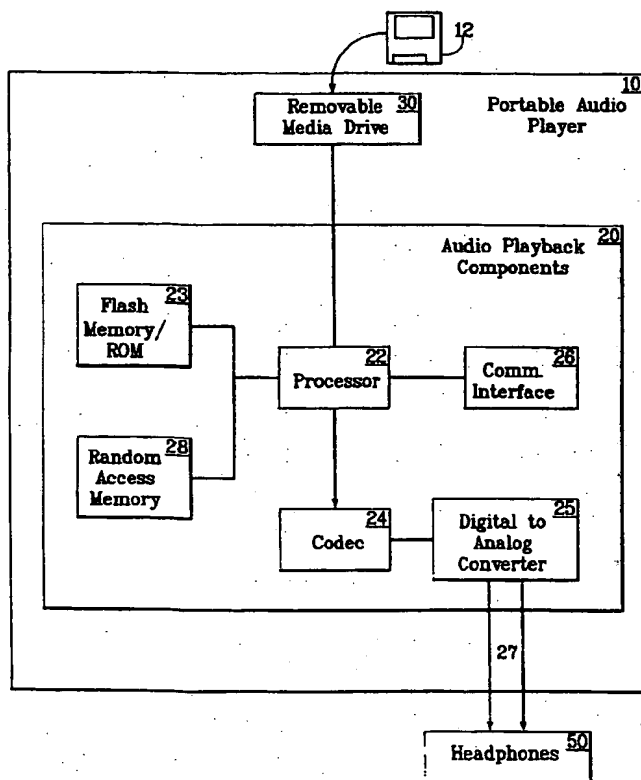 12
10
Portable Audio
Player
30
Removable
Media Drive
20
Audio Playback
Components
23
Flash
Memory/
ROM
22
Processor
26
Comm.
Interface
28
Random
Access
Memory
24
Codec
25
Digital to
Analog
Converter
27
50
Headphones